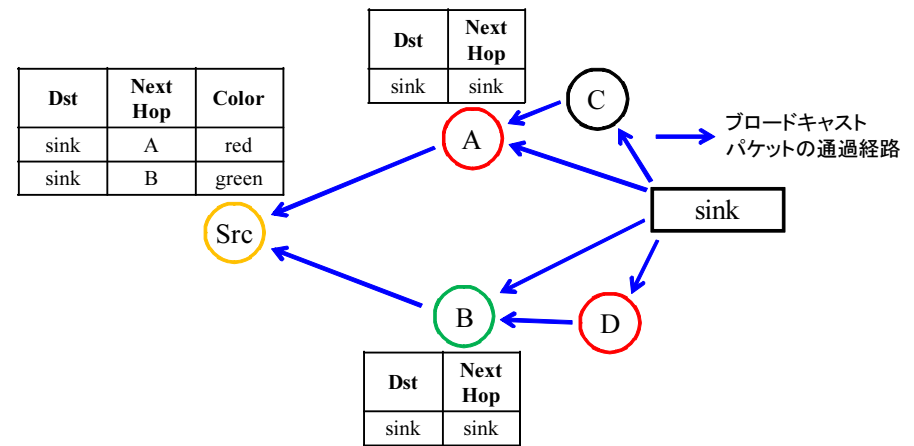 Dst Next Hop
sink sink
Dst Next Hop Color
sink A red
sink B green
C
A
ブロードキャスト
パケットの通過経路
sink
Src
B
D
Dst Next Hop
sink sink